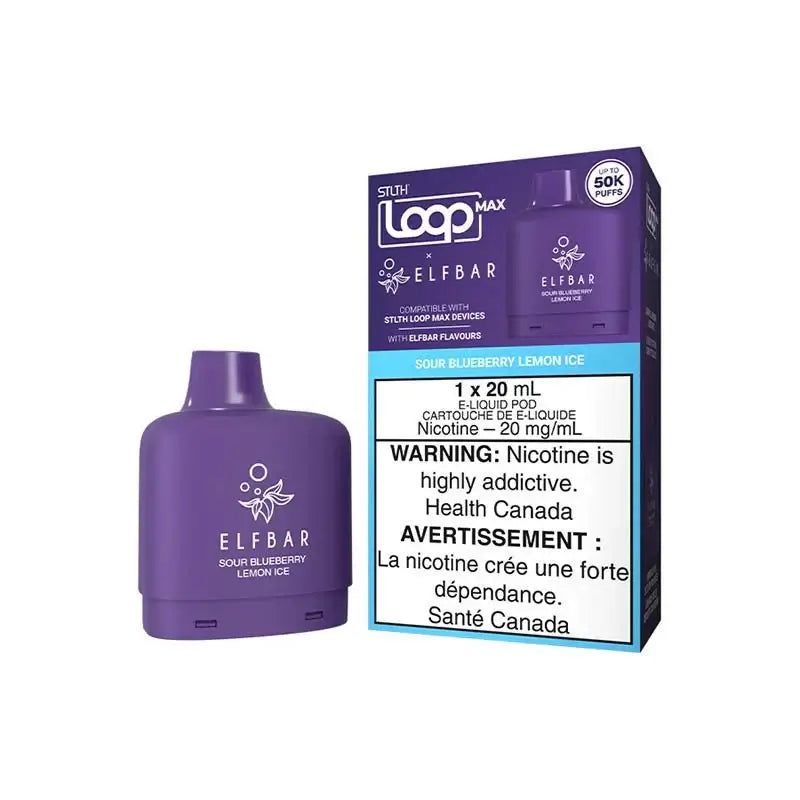 STLTH
Loop MAX
×
ELFBAR
COMPATIBLE WITH
STLTH LOOP MAX DEVICES
WITH ELFBAR FLAVOURS
UP TO
50K
PUFFS
ELFBAR
SOUR BLUEBERRY
LEMON ICE
SOUR BLUEBERRY LEMON ICE
1 x 20 mL
E-LIQUID POD
CARTOUCHE DE E-LIQUIDE
Nicotine – 20 mg/mL
WARNING: Nicotine is
highly addictive.
Health Canada
AVERTISSEMENT :
La nicotine crée une forte
dépendance.
Santé Canada
ELFBAR
SOUR BLUEBERRY
LEMON ICE